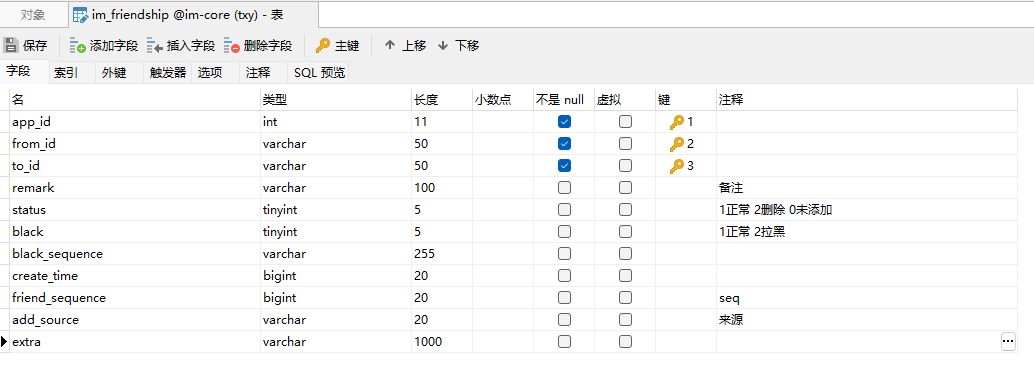 对象 im_friendship @im-core (txy) - 表
保存 添加字段 插入字段 删除字段 主键 上移 下移
字段 索引 外键 触发器 选项 注释 SQL 预览
名 类型 长度 小数点 不是 null 虚拟 键 注释
app_id int 11 1
from_id varchar 50 2
to_id varchar 50 3
remark varchar 100 备注
status tinyint 5 1正常 2删除 0未添加
black tinyint 5 1正常 2拉黑
black_sequence varchar 255
create_time bigint 20
friend_sequence bigint 20 seq
add_source varchar 20 来源
extra varchar 1000 ...